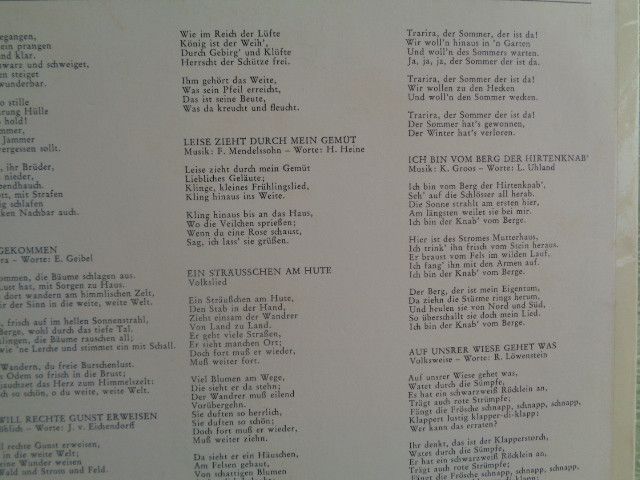 egangen,
ein prangen
und klar.
hwarz und schweiget,
en steiget
wunderbar.
so stille
rung Hülle
hold!
mmer,
Jammer
vergessen sollt.
, ihr Brüder,
nieder,
bendhauch.
ott, mit Strafen
ig schlafen
ken Nachbar auch.
GEKOMMEN
ra – Worte: E. Geibel
ommen, die Bäume schlagen aus.
Lust hat, mit Sorgen zu Haus.
dort wandern am himmlischen Zelt,
ir der Sinn in die weite, weite Welt.
, frisch auf im hellen Sonnenstrahl,
Berge, wohl durch das tiefe Tal.
lingen, die Bäume rauschen all;
wie 'ne Lerche und stimmet ein mit Schall.
Wandern, du freie Burschenlust.
Odem so frisch in die Brust;
jauchzet das Herz zum Himmelszelt:
h so schön, o du weite, weite Welt.
WILL RECHTE GUNST ERWEISEN
öhlich – Worte: J. v. Eichendorff
ll rechte Gunst erweisen,
in die weite Welt;
eine Wunder weisen
Wald und Strom und Feld.
Wie im Reich der Lüfte
König ist der Weih',
Durch Gebirg' und Klüfte
Herrscht der Schütze frei.
Ihm gehört das Weite,
Was sein Pfeil erreicht,
Das ist seine Beute,
Was da kreucht und fleucht.
LEISE ZIEHT DURCH MEIN GEMÜT
Musik: F. Mendelssohn – Worte: H. Heine
Leise zieht durch mein Gemüt
Liebliches Geläute;
Klinge, kleines Frühlingslied,
Kling hinaus ins Weite.
Kling hinaus bis an das Haus,
Wo die Veilchen sprießen;
Wenn du eine Rose schaust,
Sag, ich lass' sie grüßen.
EIN STRÄUSSCHEN AM HUTE
Volkslied
Ein Sträußchen am Hute,
Den Stab in der Hand,
Zieht einsam der Wandrer
Von Land zu Land.
Er geht viele Straßen,
Er sieht manchen Ort;
Doch fort muß er wieder,
Muß weiter fort.
Viel Blumen am Wege,
Die sieht er da stehn;
Der Wandrer muß eilend
Vorübergehn.
Sie duften so herrlich,
Sie duften so schön;
Doch fort muß er wieder,
Muß weiter ziehn.
Da sieht er ein Häuschen,
Am Felsen gebaut,
Von schattigen Blumen
Trarira, der Sommer, der ist da!
Wir woll'n hinaus in 'n Garten
Und woll'n des Sommers warten.
Ja, ja, ja, der Sommer der ist da.
Trarira, der Sommer der ist da!
Wir wollen zu den Hecken
Und woll'n den Sommer wecken.
Trarira, der Sommer der ist da!
Der Sommer hat's gewonnen,
Der Winter hat's verloren.
ICH BIN VOM BERG DER HIRTENKNAB'
Musik: K. Groos – Worte: L. Uhland
Ich bin vom Berg der Hirtenknab',
Seh' auf die Schlösser all herab.
Die Sonne strahlt am ersten hier,
Am längsten weilet sie bei mir.
Ich bin der Knab' vom Berge.
Hier ist des Stromes Mutterhaus,
Ich trink' ihn frisch vom Stein heraus.
Er braust vom Fels im wilden Lauf,
Ich fang' ihn mit den Armen auf.
Ich bin der Knab' vom Berge.
Der Berg, der ist mein Eigentum,
Da ziehn die Stürme rings herum,
Und heulen sie von Nord und Süd,
So überschallt sie doch mein Lied.
Ich bin der Knab' vom Berge.
AUF UNSRER WIESE GEHET WAS
Volksweise – Worte: R. Löwenstein
Auf unsrer Wiese gehet was,
Watet durch die Sümpfe,
Es hat ein schwarzweiß Röcklein an,
Trägt auch rote Strümpfe;
Fängt die Frösche schnapp, schnapp, schnapp,
Klappert lustig klapper-di-klapp;
Wer kann das erraten?
Ihr denkt, das ist der Klapperstorch,
Watet durch die Sümpfe,
Er hat ein schwarzweiß Röcklein an,
Trägt auch rote Strümpfe;
Fängt die Frösche schnapp, schnapp, schnapp,